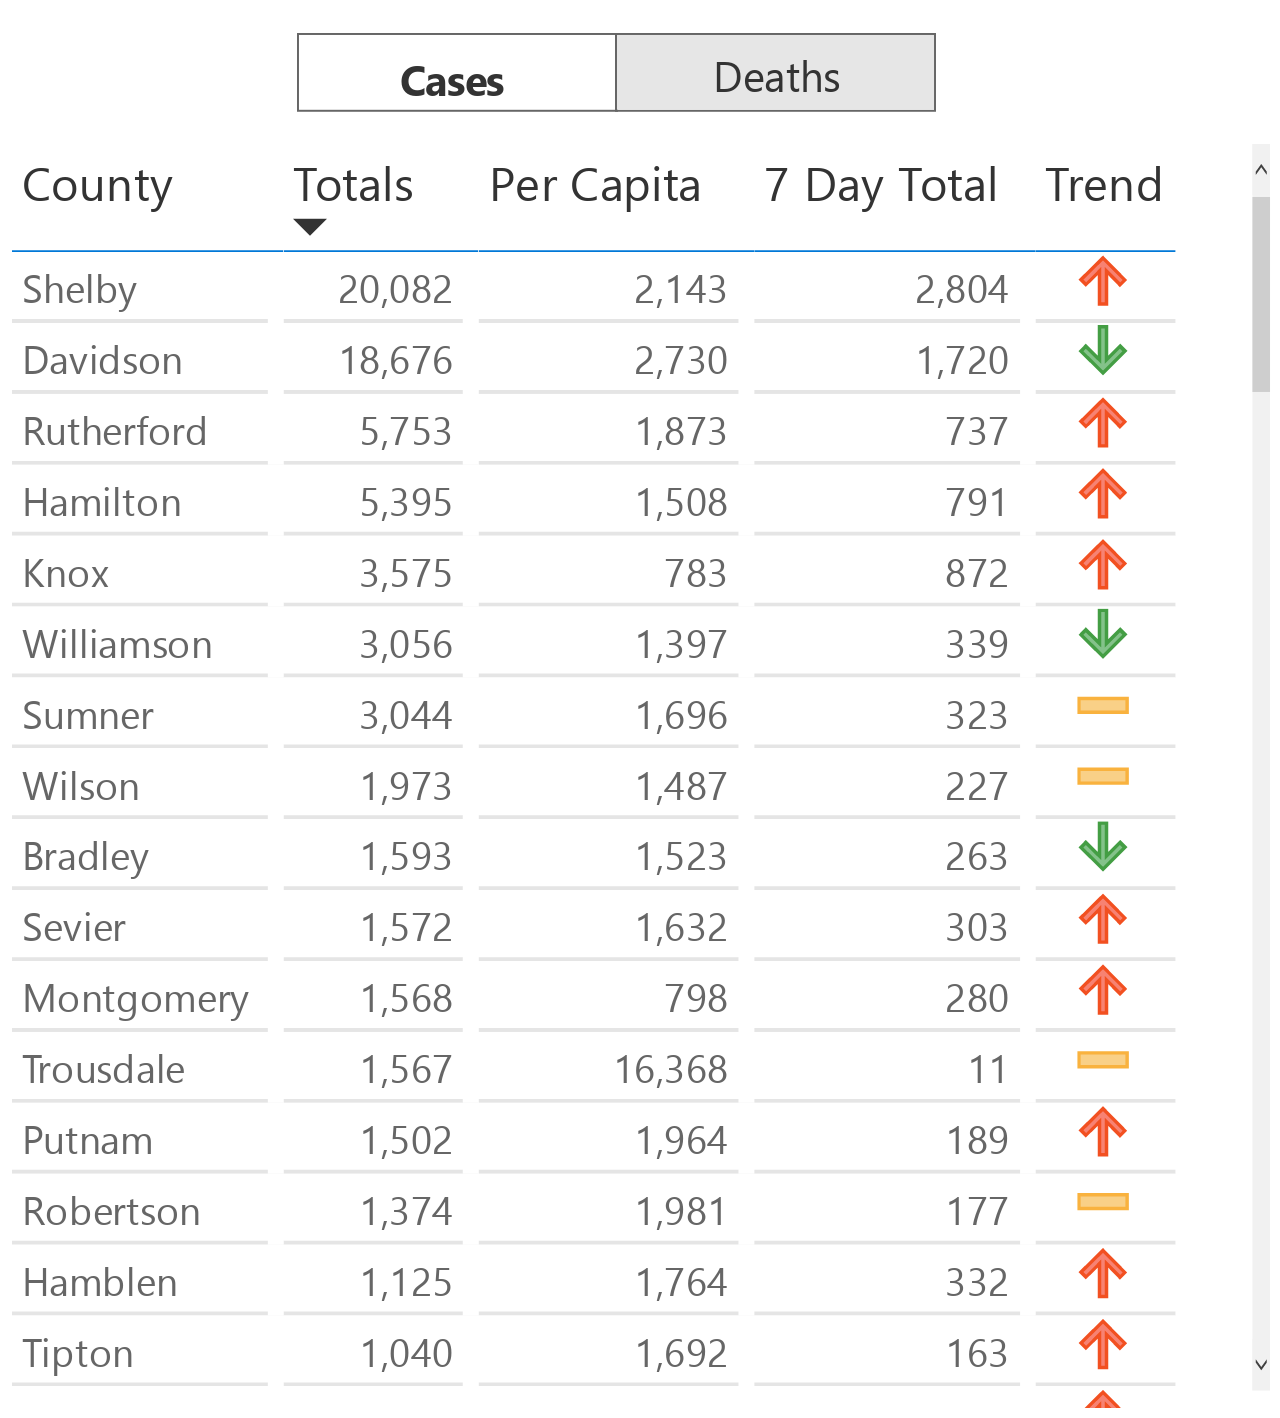 Cases Deaths
County Totals Per Capita 7 Day Total Trend
Shelby 20,082 2,143 2,804
Davidson 18,676 2,730 1,720
Rutherford 5,753 1,873 737
Hamilton 5,395 1,508 791
Knox 3,575 783 872
Williamson 3,056 1,397 339
Sumner 3,044 1,696 323
Wilson 1,973 1,487 227
Bradley 1,593 1,523 263
Sevier 1,572 1,632 303
Montgomery 1,568 798 280
Trousdale 1,567 16,368 11
Putnam 1,502 1,964 189
Robertson 1,374 1,981 177
Hamblen 1,125 1,764 332
Tipton 1,040 1,692 163